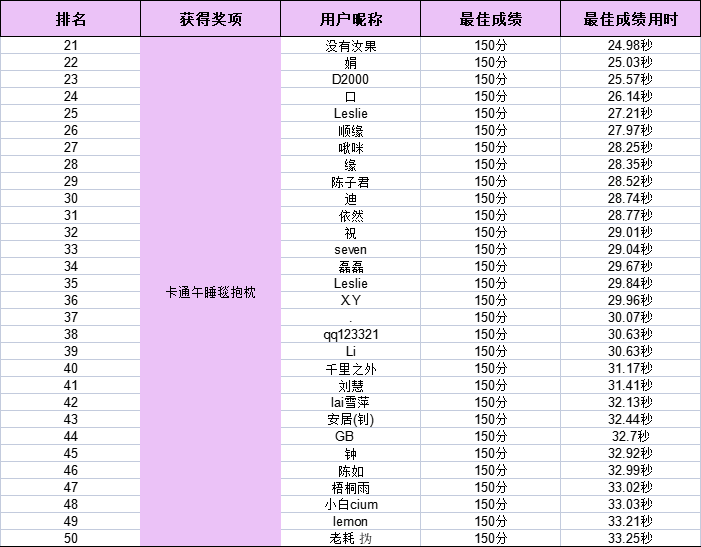 排名 获得奖项 用户昵称 最佳成绩 最佳成绩用时
21 没有汝果 150分 24.98秒
22 娟 150分 25.03秒
23 D2000 150分 25.57秒
24 口 150分 26.14秒
25 Leslie 150分 27.21秒
26 顺缘 150分 27.97秒
27 啾咪 150分 28.25秒
28 缘 150分 28.35秒
29 陈子君 150分 28.52秒
30 迪 150分 28.74秒
31 依然 150分 28.77秒
32 祝 150分 29.01秒
33 seven 150分 29.04秒
34 磊磊 150分 29.67秒
35 卡通午睡毯抱枕 Leslie 150分 29.84秒
36 X Y 150分 29.96秒
37 . 150分 30.07秒
38 qq123321 150分 30.63秒
39 Li 150分 30.63秒
40 千里之外 150分 31.17秒
41 刘慧 150分 31.41秒
42 lai雪萍 150分 32.13秒
43 安居(钊) 150分 32.44秒
44 GB 150分 32.7秒
45 钟 150分 32.92秒
46 陈如 150分 32.99秒
47 梧桐雨 150分 33.02秒
48 小白cium 150分 33.03秒
49 lemon 150分 33.21秒
50 老耗 150分 33.25秒